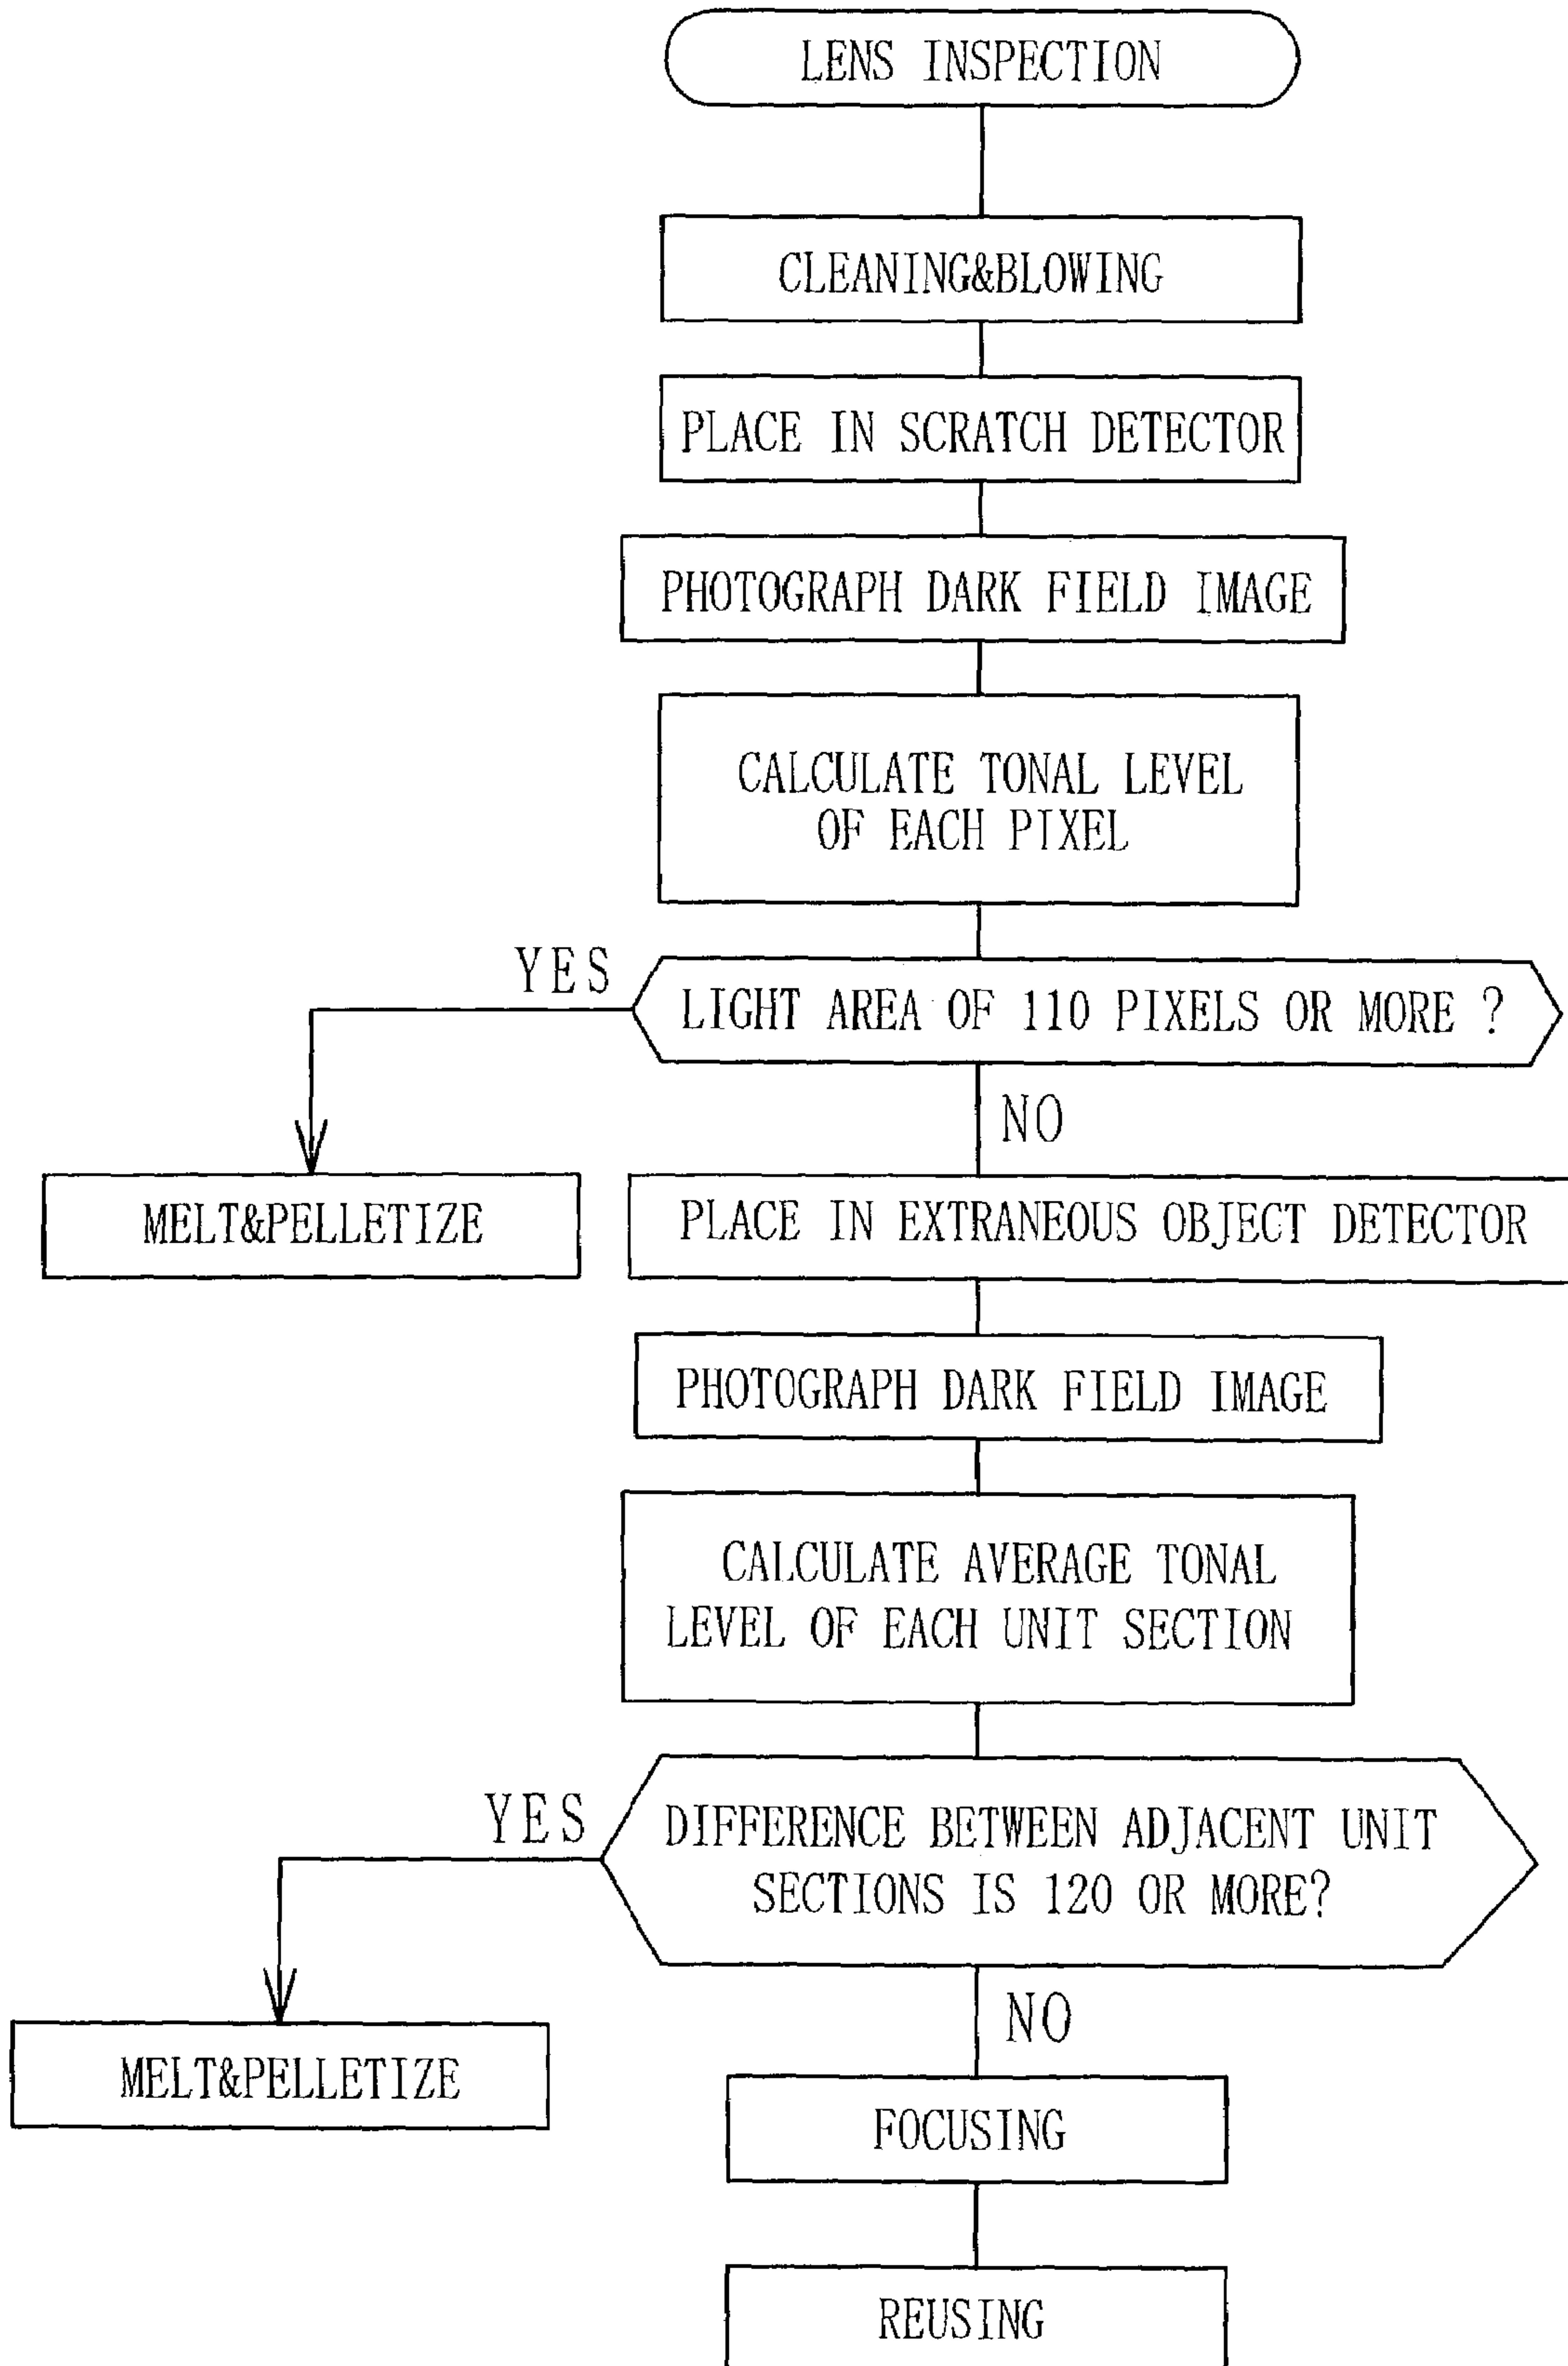 LENS INSPECTION
CLEANING&BLOWING
PLACE IN SCRATCH DETECTOR
PHOTOGRAPH DARK FIELD IMAGE
CALCULATE TONAL LEVEL
OF EACH PIXEL
YES
LIGHT AREA OF 110 PIXELS OR MORE ?
NO
MELT&PELLETIZE
PLACE IN EXTRANEOUS OBJECT DETECTOR
PHOTOGRAPH DARK FIELD IMAGE
CALCULATE AVERAGE TONAL
LEVEL OF EACH UNIT SECTION
YES
DIFFERENCE BETWEEN ADJACENT UNIT
SECTIONS IS 120 OR MORE?
NO
MELT&PELLETIZE
FOCUSING
REUSING